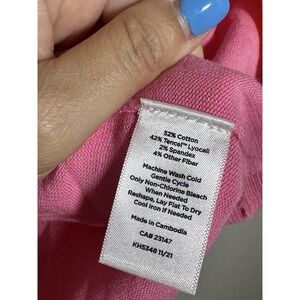 52% Cotton
42% Tencel™ Lyocell
2% Spandex
4% Other Fiber
Machine Wash Cold
Gentle Cycle
Only Non-Chlorine Bleach
When Needed
Reshape, Lay Flat To Dry
Cool Iron If Needed
Made in Cambodia
CA# 23147
KH5348 11/21